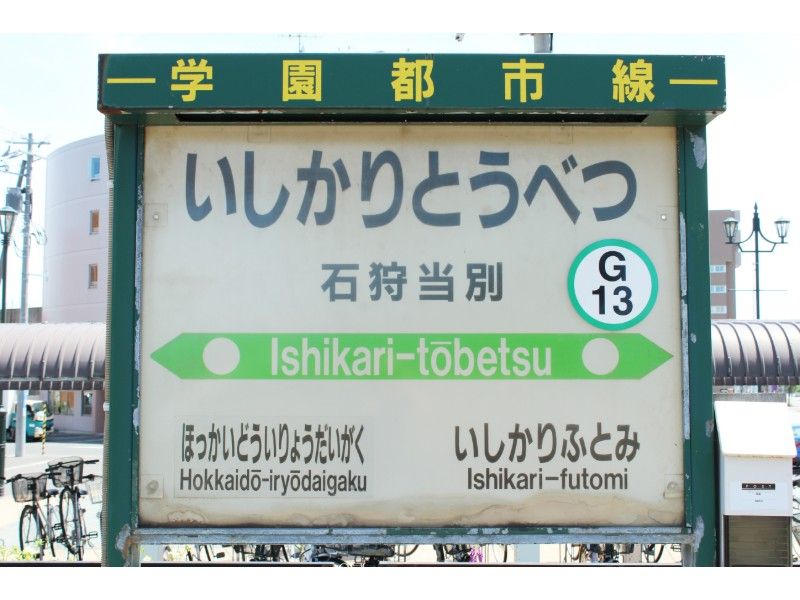 学園都市線
いしかりとうべつ
石狩当別
G
13
Ishikari-tōbetsu
ほっかいどういりょうだいがく
Hokkaidō-iryōdaigaku
いしかりふとみ
Ishikari-futomi
POST